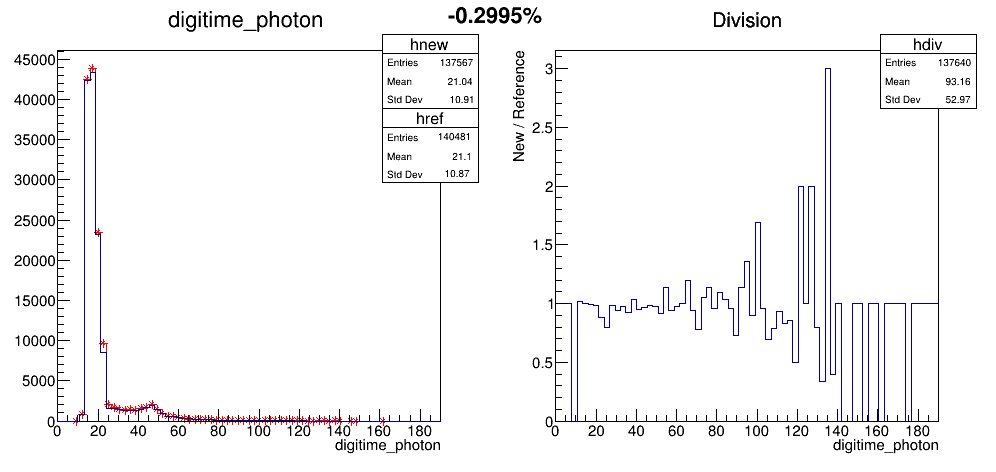 -0.2995%
digitime_photon
hnew
Entries 137567
Mean 21.04
Std Dev 10.91
href
Entries 140481
Mean 21.1
Std Dev 10.87
45000
40000
35000
30000
25000
20000
15000
10000
5000
0
0 20 40 60 80 100 120 140 160 180
digitime_photon
Division
hdiv
Entries 137640
Mean 93.16
Std Dev 52.97
New / Reference
3
2.5
2
1.5
1
0.5
0
0 20 40 60 80 100 120 140 160 180
digitime_photon